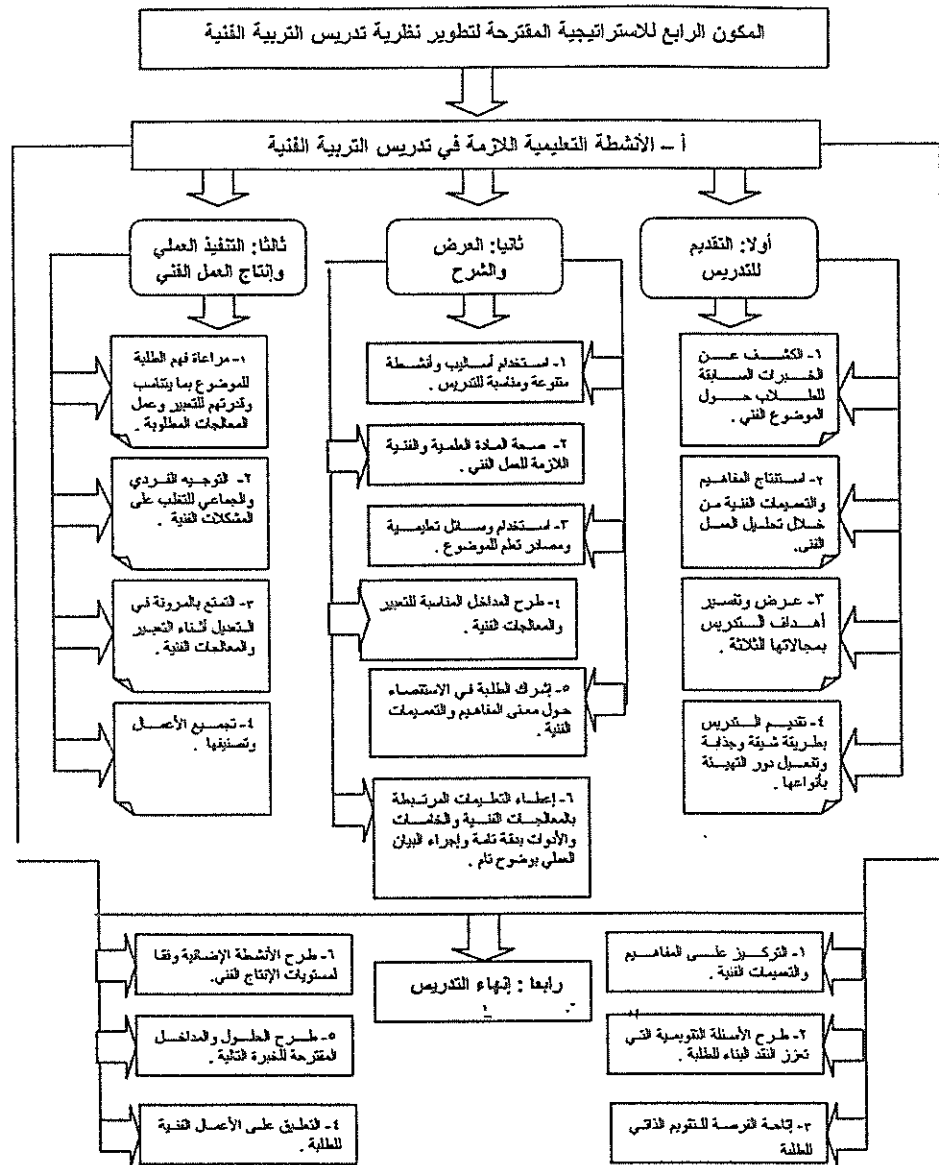 المكون الرابع للاستراتيجية المقترحة لتطوير نظرية تدريس التربية الفنية
أ – الأنشطة التعليمية اللازمة في تدريس التربية الفنية
أولا: التقديم
للتدريس
١- الكشف عن
الخبرات السابقة
للطلاب حول
الموضوع الفني .
٢- استنتاج المفاهيم
والتعميمات الفنية من
خلال تحليل العمل
الفني.
٣- عرض وتفسير
أهداف التدريس
بمجالاتها الثلاثة .
٤- تقديم التدريس
بطريقة شيقة وجذابة
وتفعيل دور التهيئة
بأنواعها .
ثانيا: العرض
والشرح
١- استخدام أساليب وأنشطة
متنوعة ومناسبة للتدريس .
٢- صحة المادة العلمية والفنية
اللازمة للعمل الفني .
٣- استخدام وسائل تعليمية
ومصادر تعلم للموضوع .
٤- طرح المداخل المناسبة للتعبير
والمعالجات الفنية .
٥- إشراك الطلبة في الاستقصاء
حول معنى المفاهيم والتعميمات
الفنية .
٦- إعطاء التعليمات المرتبطة
بالمعالجات الفنية والخامات
والأدوات بدقة تامة وإجراء البيان
العملي بوضوح تام .
ثالثا: التنفيذ العملي
وإنتاج العمل الفني
١- مراعاة فهم الطلبة
للموضوع بما يتناسب
وقدرتهم للتعبير وعمل
المعالجات المطلوبة .
٢- التوجيه الفردي
والجماعي للتغلب على
المشكلات الفنية .
٣- التمتع بالمرونة في
التعديل أثناء التعبير
والمعالجات الفنية .
٤- تجميع الأعمال
وتصنيفها .
رابعا : إنهاء التدريس
١- التركيز على المفاهيم
والتعميمات الفنية .
٢- طرح الأسئلة التقويمية التي
تعزز النقد البناء للطلبة .
٣- إتاحة الفرصة للتقويم الذاتي
للطلبة
٦- طرح الأنشطة الإضافية وفقا
لمستويات الإنتاج الفني.
٥- طرح الحلول والمداخل
المقترحة للخبرة التالية .
٤- التعليق على الأعمال الفنية
للطلبة .